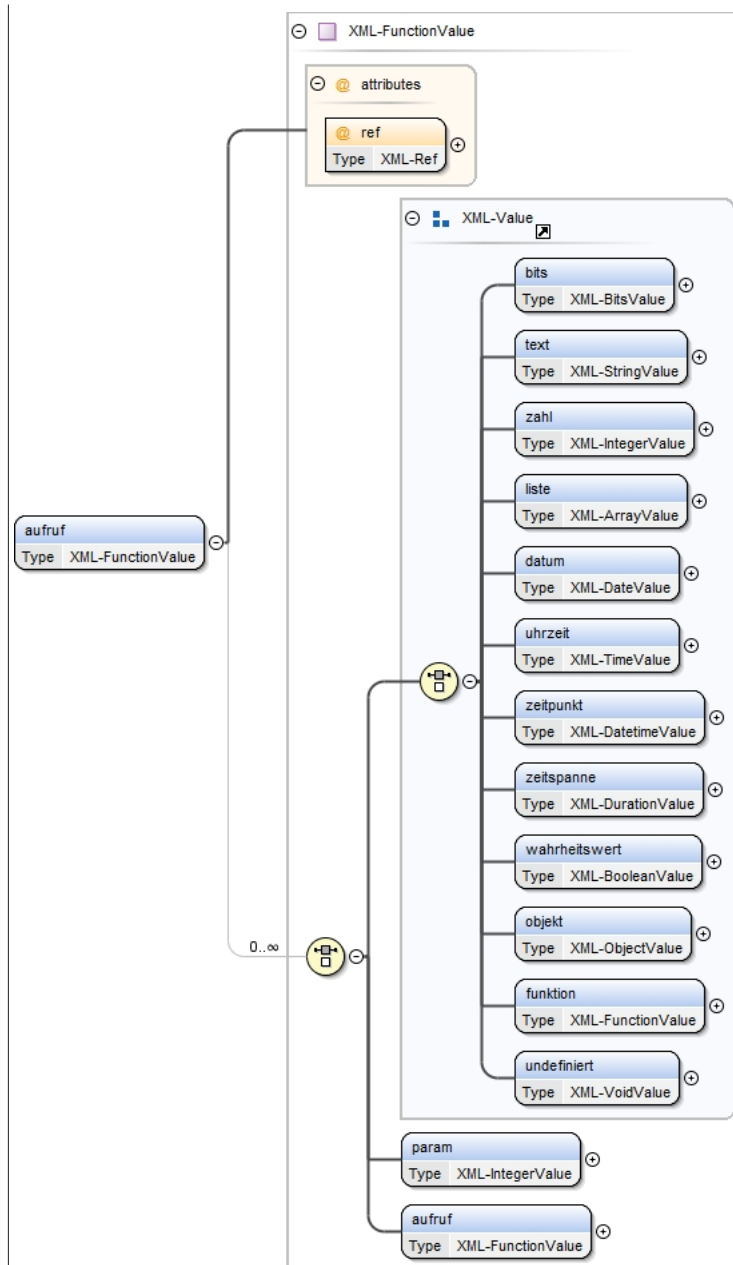 XML-FunctionValue
@ attributes
@ ref
Type XML-Ref
XML-Value
bits
Type XML-BitsValue
text
Type XML-StringValue
zahl
Type XML-IntegerValue
liste
Type XML-ArrayValue
aufruf
Type XML-FunctionValue
datum
Type XML-DateValue
uhrzeit
Type XML-TimeValue
zeitpunkt
Type XML-DatetimeValue
zeitspanne
Type XML-DurationValue
wahrheitswert
Type XML-BooleanValue
objekt
Type XML-ObjectValue
0..∞
funktion
Type XML-FunctionValue
undefiniert
Type XML-VoidValue
param
Type XML-IntegerValue
aufruf
Type XML-FunctionValue